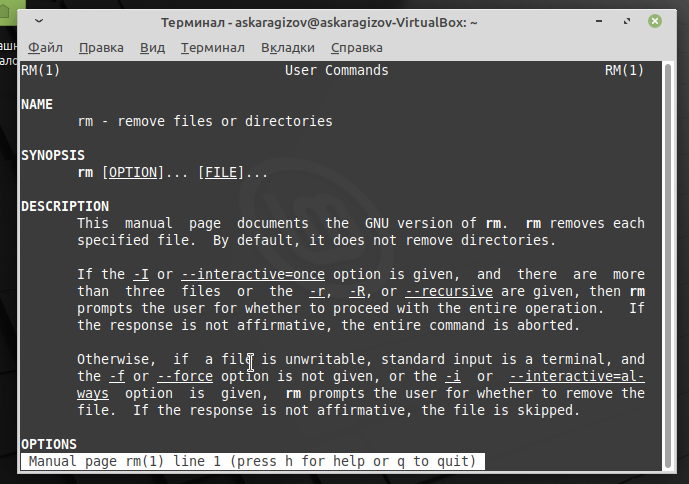 Терминал - askaragizov@askaragizov-VirtualBox: ~
Файл Правка Вид Терминал Вкладки Справка
RM(1) User Commands RM(1)
NAME
rm - remove files or directories
SYNOPSIS
rm [OPTION]... [FILE]...
DESCRIPTION
This manual page documents the GNU version of rm. rm removes each
specified file. By default, it does not remove directories.
If the -I or --interactive=once option is given, and there are more
than three files or the -r, -R, or --recursive are given, then rm
prompts the user for whether to proceed with the entire operation. If
the response is not affirmative, the entire command is aborted.
Otherwise, if a file is unwritable, standard input is a terminal, and
the -f or --force option is not given, or the -i or --interactive=al-
ways option is given, rm prompts the user for whether to remove the
file. If the response is not affirmative, the file is skipped.
OPTIONS
Manual page rm(1) line 1 (press h for help or q to quit)